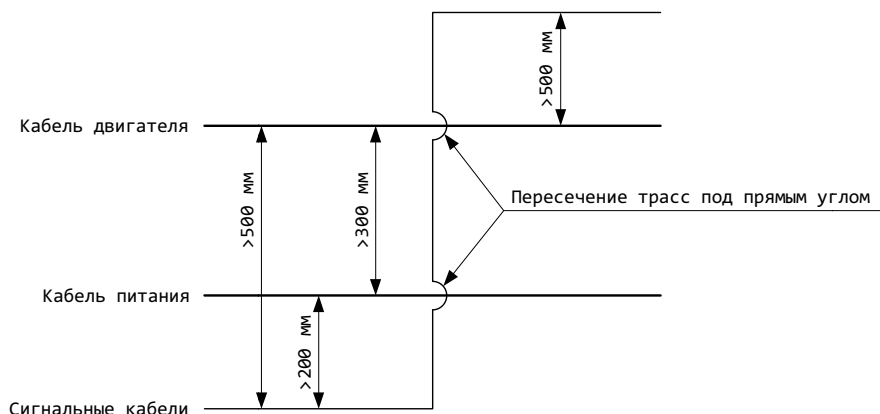 >500 мм
Кабель двигателя
>500 мм
>300 мм
Пересечение трасс под прямым углом
Кабель питания
>200 мм
Сигнальные кабели